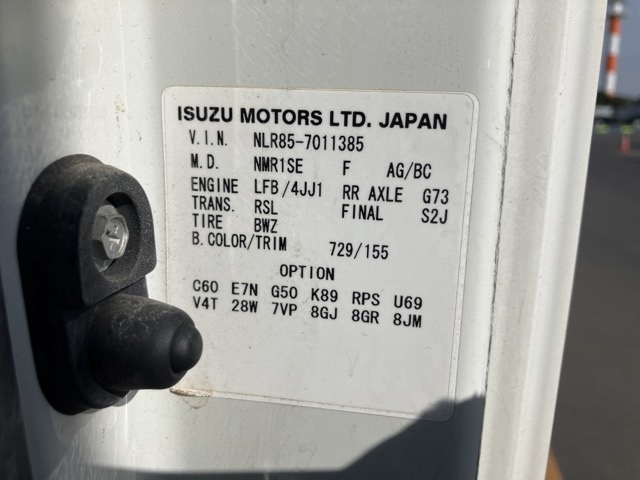 ISUZU MOTORS LTD. JAPAN
V.I.N. NLR85-7011385
M.D. NMR1SE F AG/BC
ENGINE LFB/4JJ1 RR AXLE G73
TRANS. RSL FINAL S2J
TIRE BWZ
B.COLOR/TRIM 729/155
OPTION
C60 E7N G50 K89 RPS U69
V4T 28W 7VP 8GJ 8GR 8JM